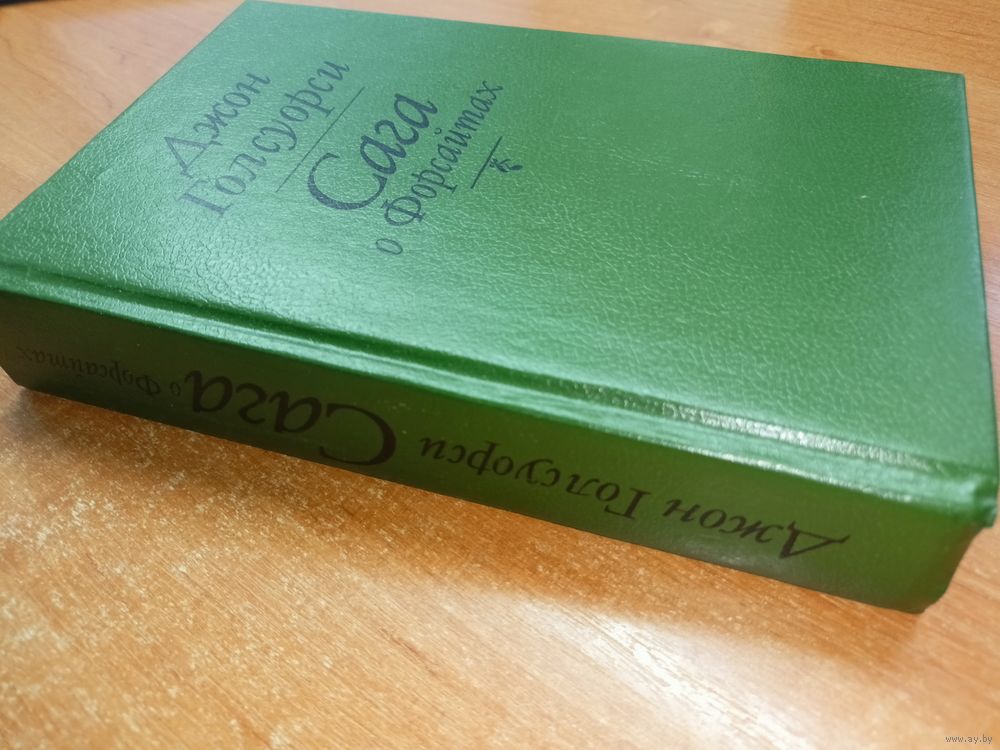 Джон
Голсуорси
Сага
о Форсайтах
Джон Голсуорси Сага о Форсайтах
www.ay.by